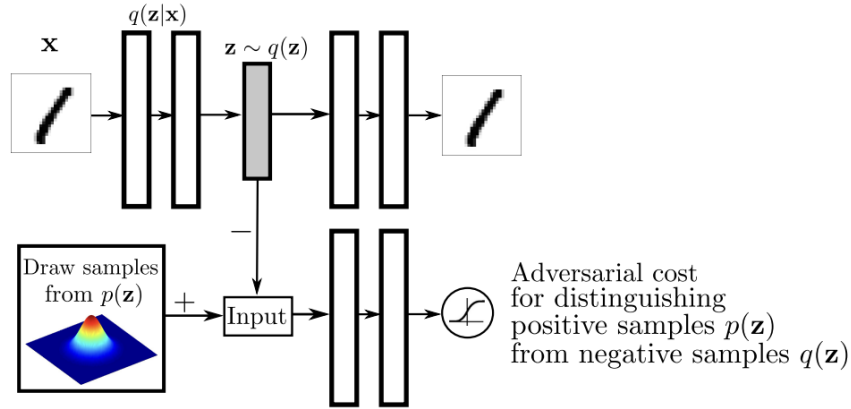 q(z|x)
x
z ∼ q(z)
−
Draw samples
from p(z)
+
Input
Adversarial cost
for distinguishing
positive samples p(z)
from negative samples q(z)